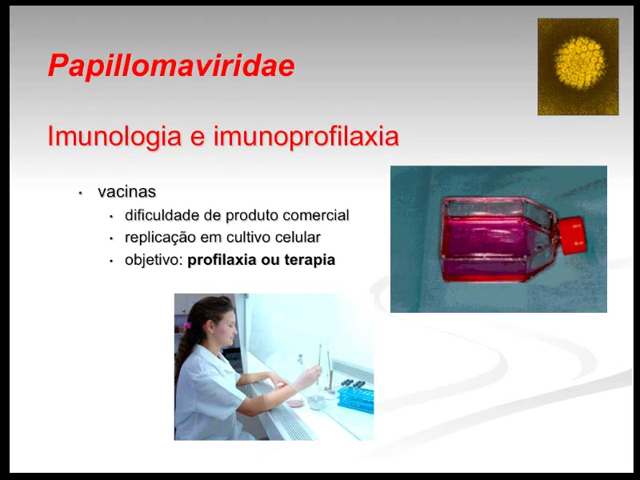 Papillomaviridae
Imunologia e imunoprofilaxia
• vacinas
• dificuldade de produto comercial
• replicação em cultivo celular
• objetivo: profilaxia ou terapia